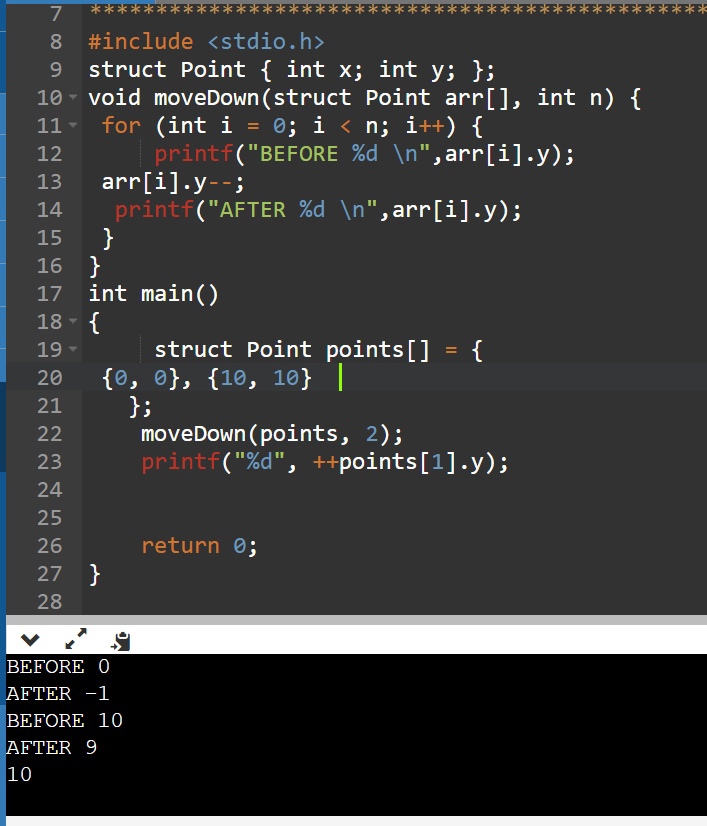 7 ***********************************************
8 #include <stdio.h>
9 struct Point { int x; int y; };
10 void moveDown(struct Point arr[], int n) {
11 for (int i = 0; i < n; i++) {
12 printf("BEFORE %d \n",arr[i].y);
13 arr[i].y--;
14 printf("AFTER %d \n",arr[i].y);
15 }
16 }
17 int main()
18 {
19 struct Point points[] = {
20 {0, 0}, {10, 10}
21 };
22 moveDown(points, 2);
23 printf("%d", ++points[1].y);
24
25
26 return 0;
27 }
28
BEFORE 0
AFTER -1
BEFORE 10
AFTER 9
10